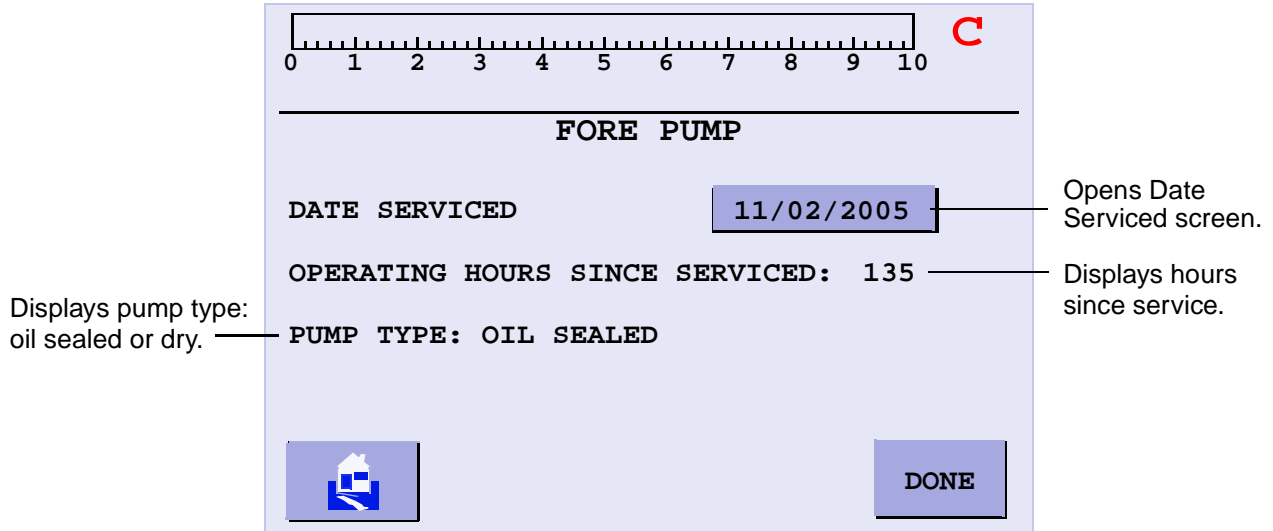 C
0 1 2 3 4 5 6 7 8 9 10
FORE PUMP
DATE SERVICED 11/02/2005
Opens Date
Serviced screen.
OPERATING HOURS SINCE SERVICED: 135
Displays hours
since service.
Displays pump type:
oil sealed or dry.
PUMP TYPE: OIL SEALED
DONE